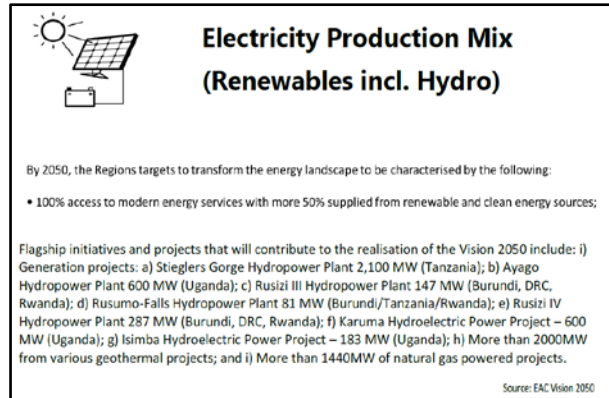 Electricity Production Mix
(Renewables incl. Hydro)
By 2050, the Regions targets to transform the energy landscape to be characterised by the following:
• 100% access to modern energy services with more 50% supplied from renewable and clean energy sources;
Flagship initiatives and projects that will contribute to the realisation of the Vision 2050 include: i)
Generation projects: a) Stieglers Gorge Hydropower Plant 2,100 MW (Tanzania); b) Ayago
Hydropower Plant 600 MW (Uganda); c) Rusizi III Hydropower Plant 147 MW (Burundi, DRC,
Rwanda); d) Rusumo-Falls Hydropower Plant 81 MW (Burundi/Tanzania/Rwanda); e) Rusizi IV
Hydropower Plant 287 MW (Burundi, DRC, Rwanda); f) Karuma Hydroelectric Power Project – 600
MW (Uganda); g) Isimba Hydroelectric Power Project – 183 MW (Uganda); h) More than 2000MW
from various geothermal projects; and i) More than 1440MW of natural gas powered projects.
Source: EAC Vision 2050